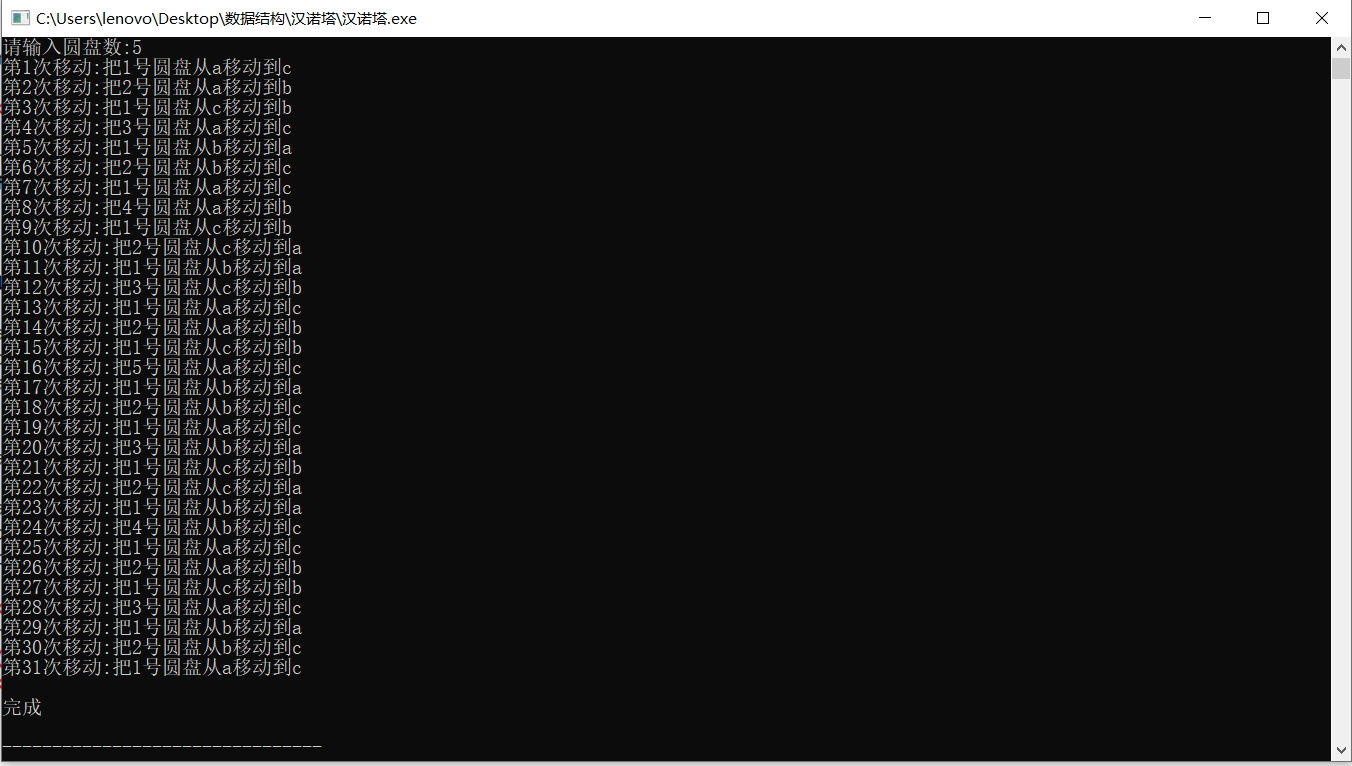 C:\Users\lenovo\Desktop\数据结构\汉诺塔\汉诺塔.exe
请输入圆盘数:5
第1次移动:把1号圆盘从a移动到c
第2次移动:把2号圆盘从a移动到b
第3次移动:把1号圆盘从c移动到b
第4次移动:把3号圆盘从a移动到c
第5次移动:把1号圆盘从b移动到a
第6次移动:把2号圆盘从b移动到c
第7次移动:把1号圆盘从a移动到c
第8次移动:把4号圆盘从a移动到b
第9次移动:把1号圆盘从c移动到b
第10次移动:把2号圆盘从c移动到a
第11次移动:把1号圆盘从b移动到a
第12次移动:把3号圆盘从c移动到b
第13次移动:把1号圆盘从a移动到c
第14次移动:把2号圆盘从a移动到b
第15次移动:把1号圆盘从c移动到b
第16次移动:把5号圆盘从a移动到c
第17次移动:把1号圆盘从b移动到a
第18次移动:把2号圆盘从b移动到c
第19次移动:把1号圆盘从a移动到c
第20次移动:把3号圆盘从b移动到a
第21次移动:把1号圆盘从c移动到b
第22次移动:把2号圆盘从c移动到a
第23次移动:把1号圆盘从b移动到a
第24次移动:把4号圆盘从b移动到c
第25次移动:把1号圆盘从a移动到c
第26次移动:把2号圆盘从a移动到b
第27次移动:把1号圆盘从c移动到b
第28次移动:把3号圆盘从a移动到c
第29次移动:把1号圆盘从b移动到a
第30次移动:把2号圆盘从b移动到c
第31次移动:把1号圆盘从a移动到c
完成
--------------------------------